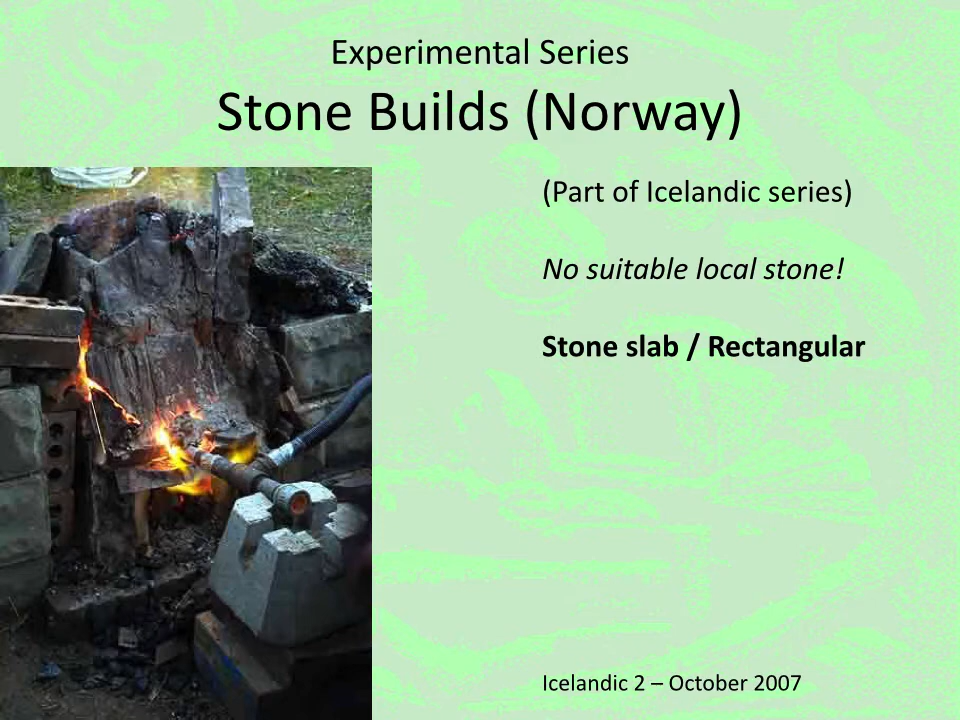 Experimental Series
Stone Builds (Norway)
(Part of Icelandic series)
No suitable local stone!
Stone slab / Rectangular
Icelandic 2 – October 2007